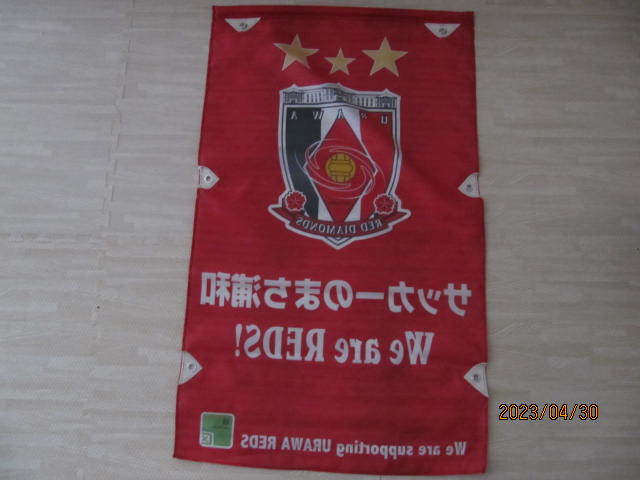 URAWA
RED DIAMONDS
サッカーのまち浦和
We are REDS!
We are supporting URAWA REDS
2023/04/30